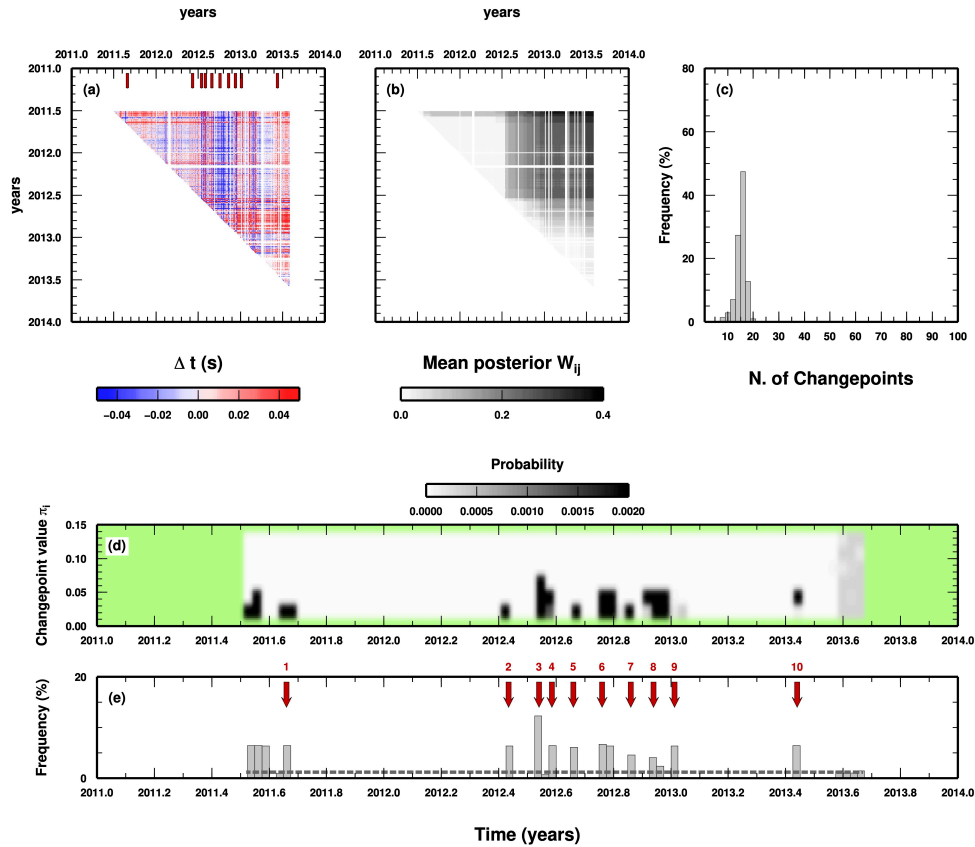 years years
2011.0 2011.5 2012.0 2012.5 2013.0 2013.5 2014.0 2011.0 2011.5 2012.0 2012.5 2013.0 2013.5 2014.0
2011.0 2011.5 2012.0 2012.5 2013.0 2013.5 2014.0
years
(a)
(b)
80 60 40 20 0
Frequency (%)
(c)
10 20 30 40 50 60 70 80 90 100
N. of Changepoints
Δ t (s)
−0.04 −0.02 0.00 0.02 0.04
Mean posterior Wij
0.0 0.2 0.4
Probability
0.0000 0.0005 0.0010 0.0015 0.0020
Changepoint value πi
0.15 0.10 0.05 0.00
(d)
2011.0 2011.2 2011.4 2011.6 2011.8 2012.0 2012.2 2012.4 2012.6 2012.8 2013.0 2013.2 2013.4 2013.6 2013.8 2014.0
1 2 3 4 5 6 7 8 9 10
Frequency (%)
20 0
(e)
2011.0 2011.2 2011.4 2011.6 2011.8 2012.0 2012.2 2012.4 2012.6 2012.8 2013.0 2013.2 2013.4 2013.6 2013.8 2014.0
Time (years)